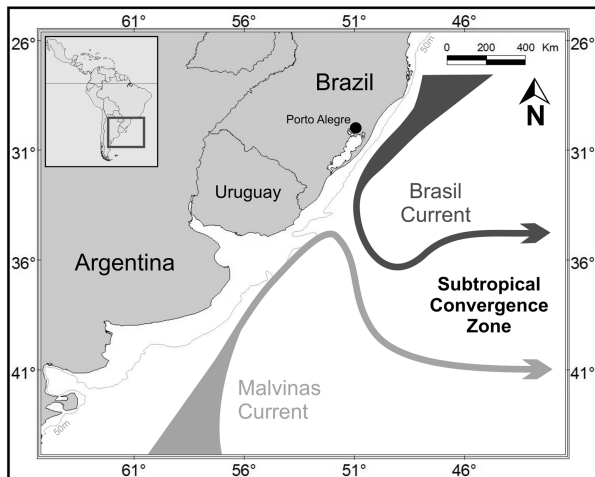 61°
56°
51°
46°
26°
26°
50m
0 200 400 Km
Brazil
Porto Alegre
N
31°
31°
Uruguay
Brasil
Current
36°
36°
Argentina
Subtropical
Convergence
Zone
41°
41°
Malvinas
Current
50m
61°
56°
51°
46°